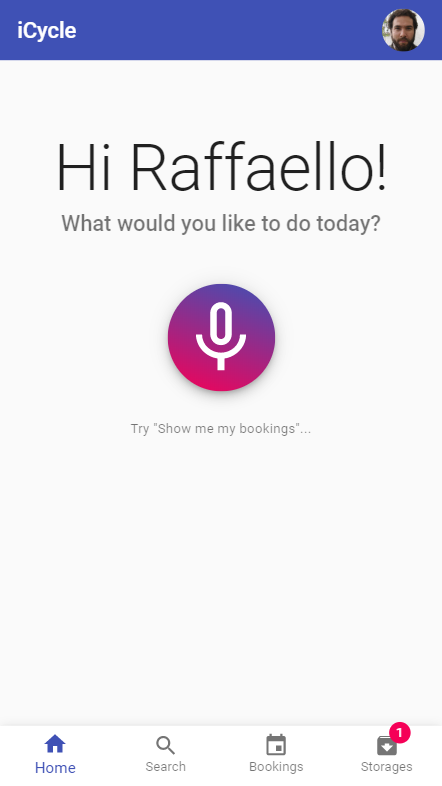 iCycle
Hi Raffaello!
What would you like to do today?
Try "Show me my bookings"...
1
Home
Search
Bookings
Storages